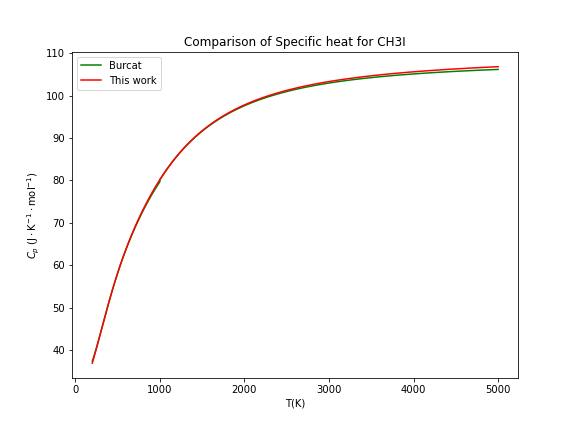 Comparison of Specific heat for CH3I
Burcat
This work
110
100
90
80
70
60
50
40
C_p (J · K⁻¹ · mol⁻¹)
0
1000
2000
3000
4000
5000
T(K)